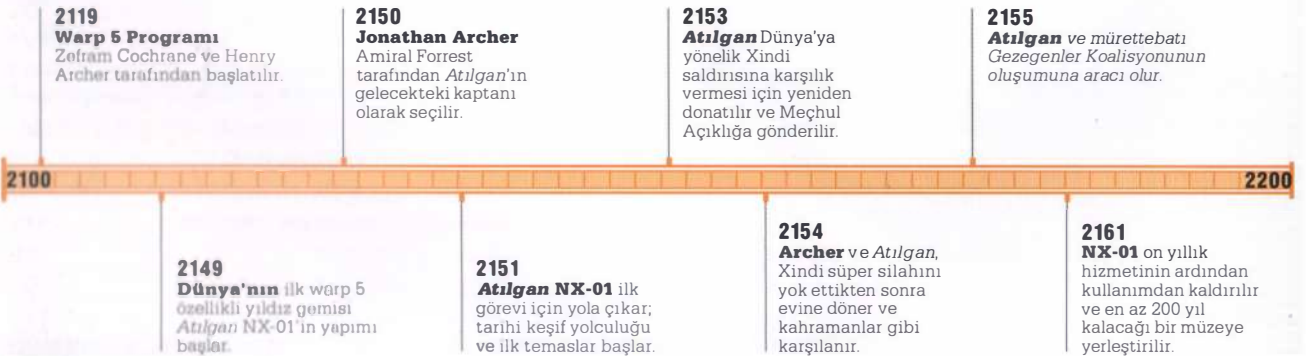 2119
Warp 5 Programı
Zefram Cochrane ve Henry
Archer tarafından başlatılır.
2150
Jonathan Archer
Amiral Forrest
tarafından Atılgan'ın
gelecekteki kaptanı
olarak seçilir.
2153
Atılgan Dünya'ya
yönelik Xindi
saldırısına karşılık
vermesi için yeniden
donatılır ve Meçhul
Açıklığa gönderilir.
2155
Atılgan ve mürettebatı
Gezegenler Koalisyonunun
oluşumuna aracı olur.
2100
2200
2149
Dünya'nın ilk warp 5
özellikli yıldız gemisi
Atılgan NX-01'in yapımı
başlar.
2151
Atılgan NX-01 ilk
görevi için yola çıkar;
tarihi keşif yolculuğu
ve ilk temaslar başlar.
2154
Archer ve Atılgan,
Xindi süper silahını
yok ettikten sonra
evine döner ve
kahramanlar gibi
karşılanır.
2161
NX-01 on yıllık
hizmetinin ardından
kullanımdan kaldırılır
ve en az 200 yıl
kalacağı bir müzeye
yerleştirilir.